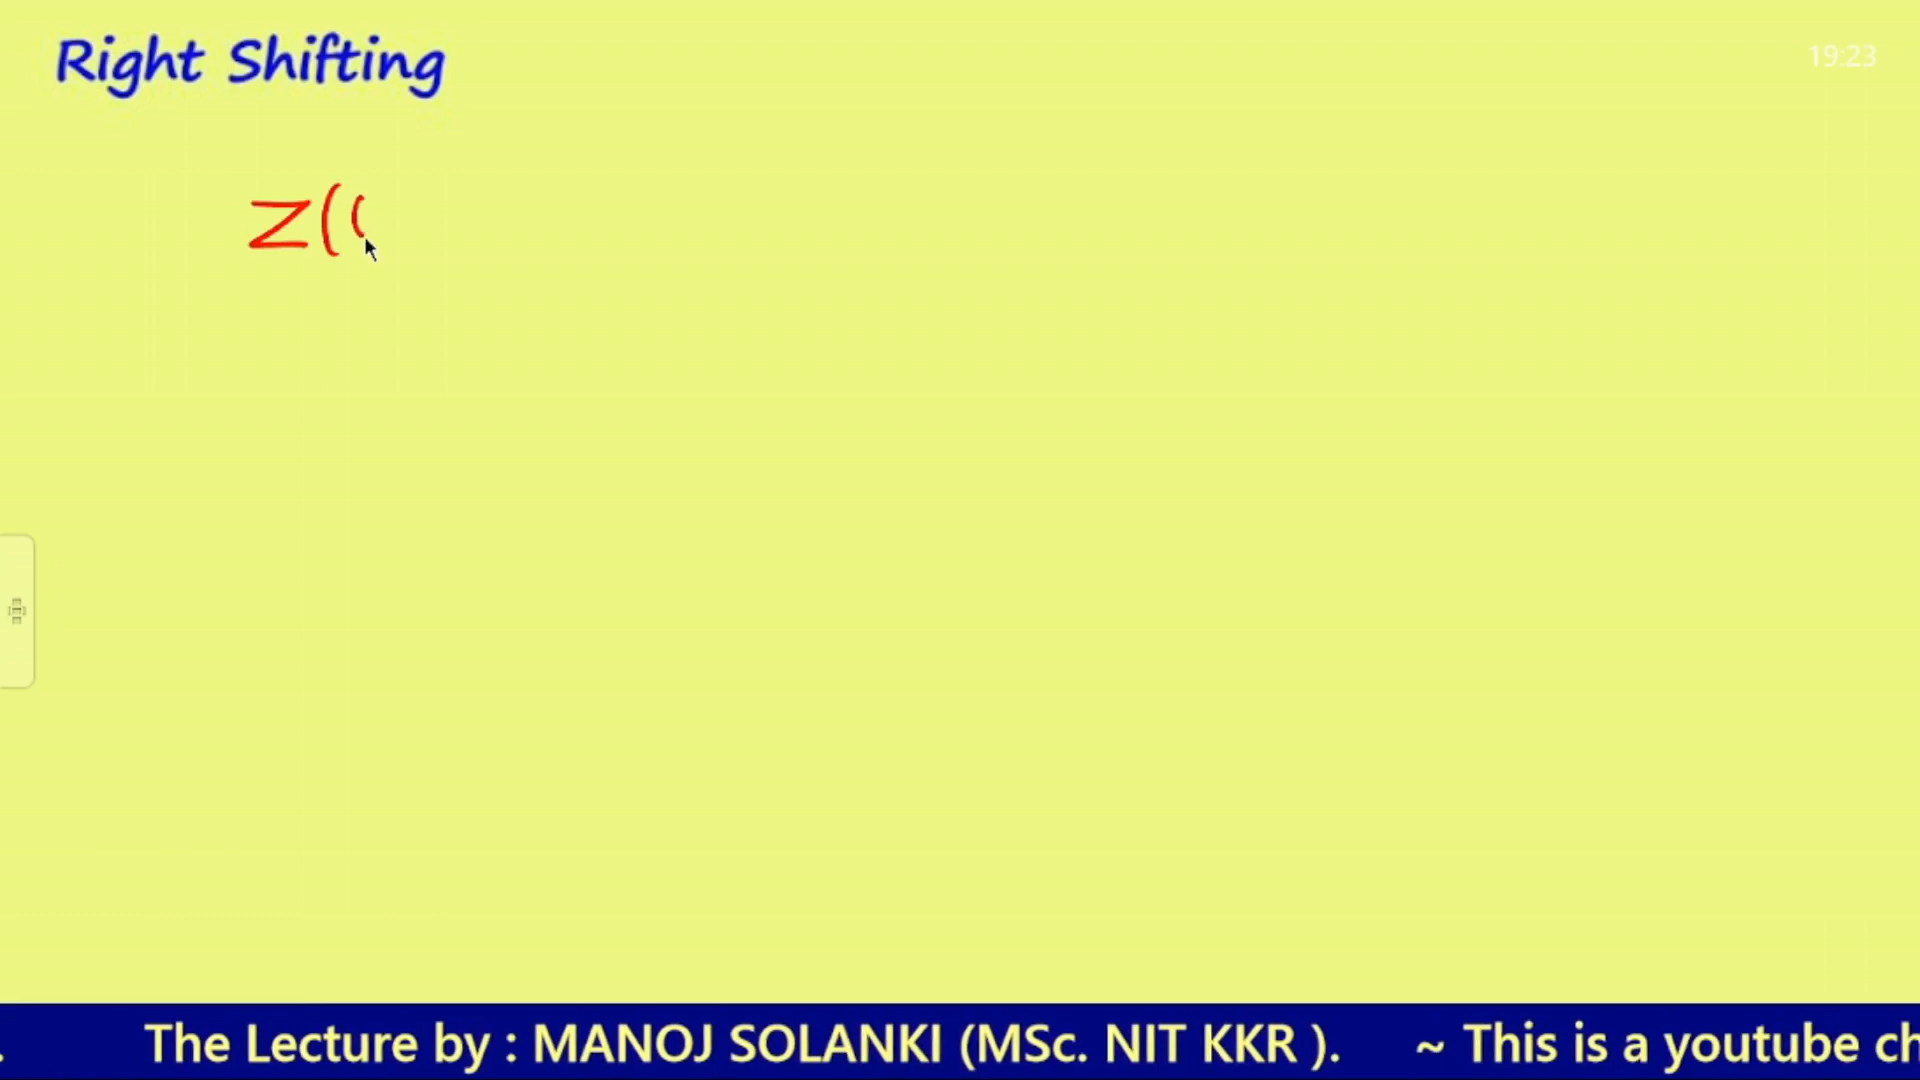 Right Shifting
19:23
Z((
. The Lecture by : MANOJ SOLANKI (MSc. NIT KKR ). ~ This is a youtube ch